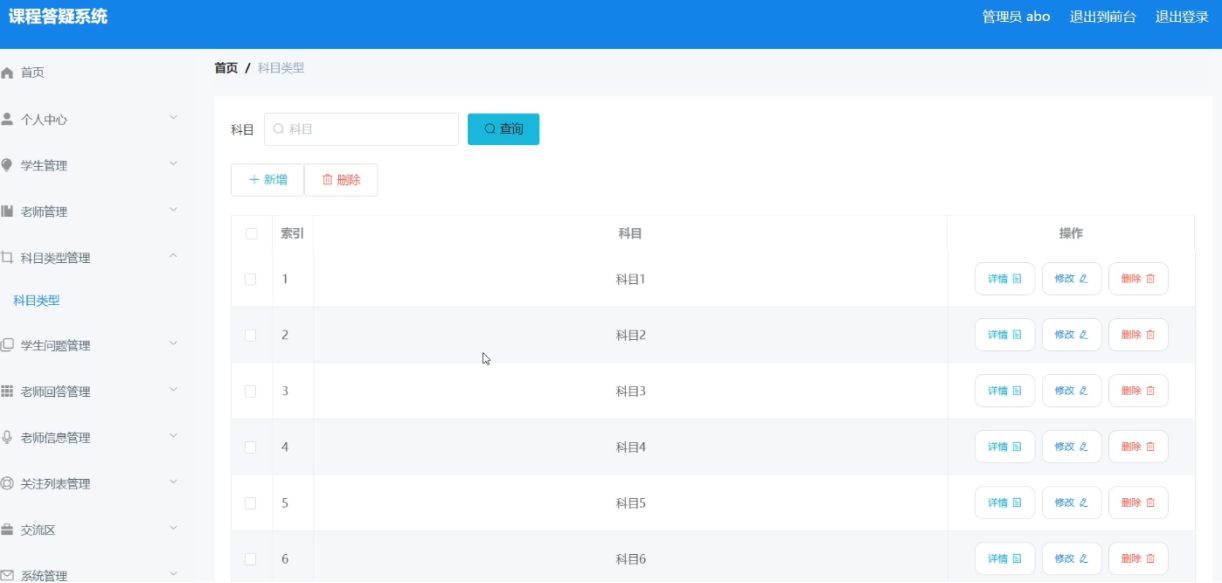 课程答疑系统
管理员 abo 退出到前台 退出登录
首页
个人中心
学生管理
老师管理
科目类型管理
科目类型
学生问题管理
老师回答管理
老师信息管理
关注列表管理
交流区
系统管理
首页 / 科目类型
科目 科目 查询
新增 删除
索引 科目 操作
1 科目1 详情 修改 删除
2 科目2 详情 修改 删除
3 科目3 详情 修改 删除
4 科目4 详情 修改 删除
5 科目5 详情 修改 删除
6 科目6 详情 修改 删除